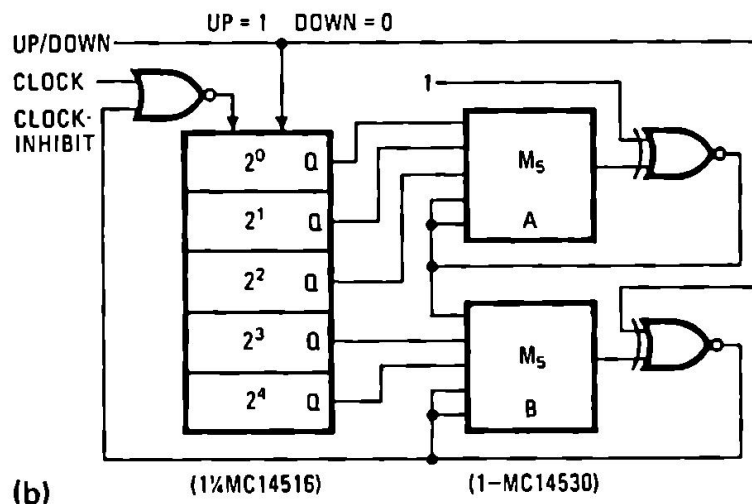 UP = 1 DOWN = 0
UP/DOWN
CLOCK
CLOCK-
INHIBIT
1
2⁰ Q
2¹ Q
2² Q
2³ Q
2⁴ Q
M₅
A
M₅
B
(b)
(1¼MC14516)
(1–MC14530)